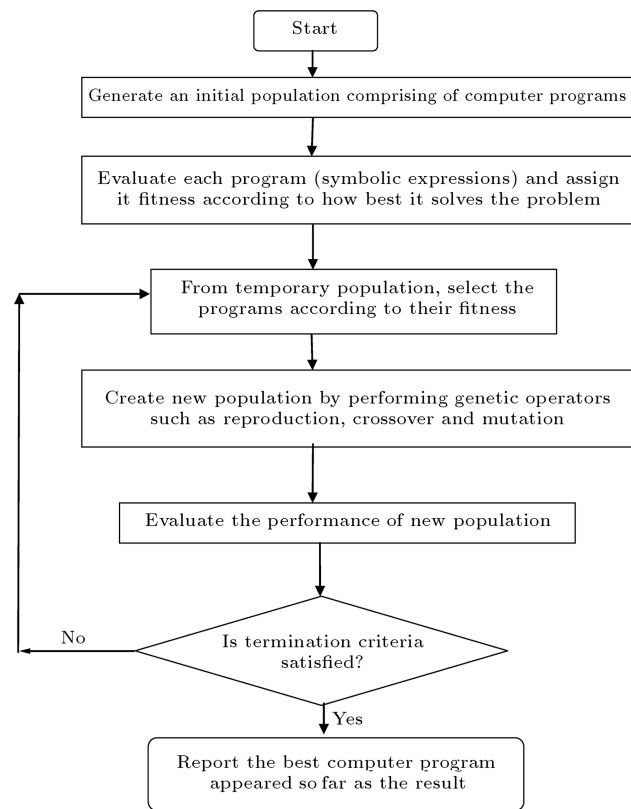 Start
Generate an initial population comprising of computer programs
Evaluate each program (symbolic expressions) and assign
it fitness according to how best it solves the problem
From temporary population, select the
programs according to their fitness
Create new population by performing genetic operators
such as reproduction, crossover and mutation
Evaluate the performance of new population
Is termination criteria
satisfied?
No
Yes
Report the best computer program
appeared so far as the result